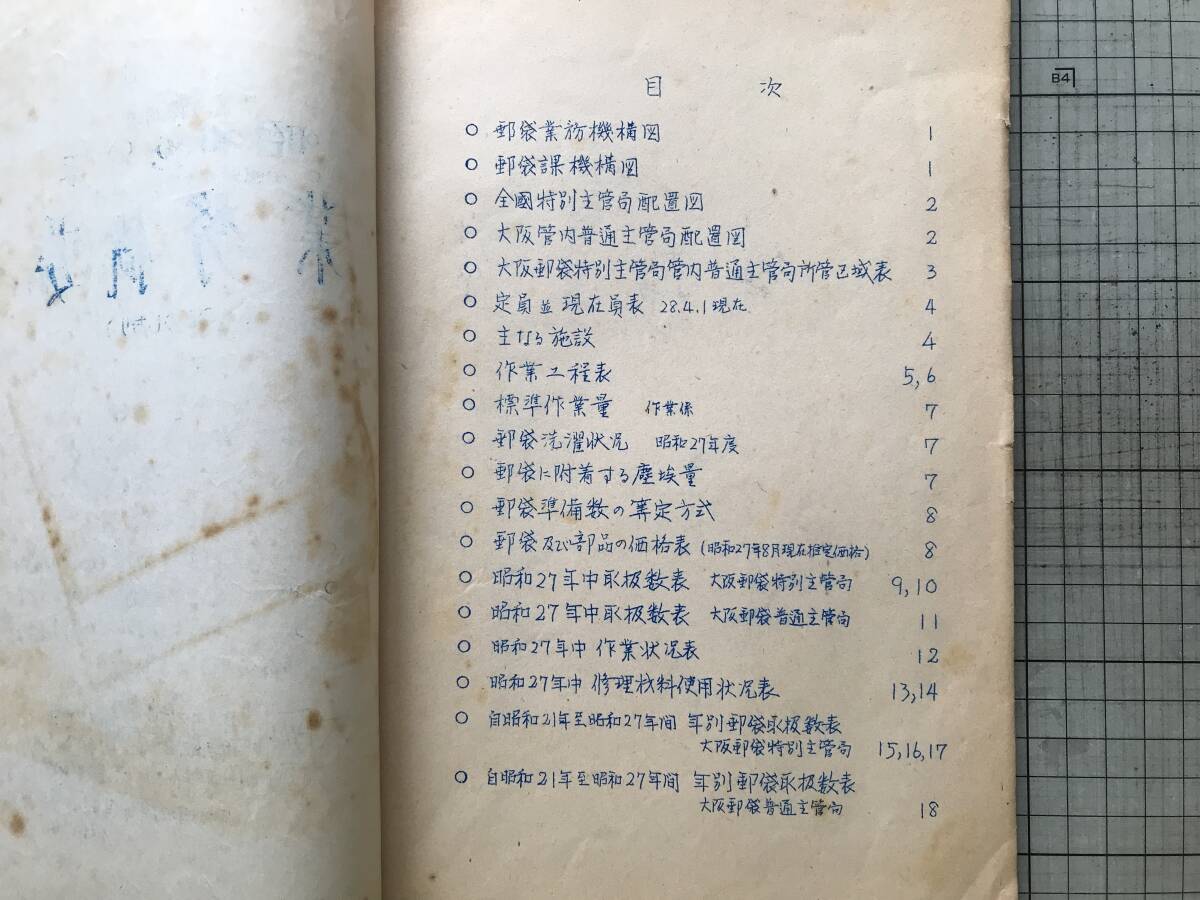 目次
○ 郵袋業務機構図 1
○ 郵袋課機構図 1
○ 全國特別主管局配置図 2
○ 大阪管内普通主管局配置図 2
○ 大阪郵袋特別主管局管内普通主管局所管区域表 3
○ 定員並現在員表 28.4.1現在 4
○ 主なる施設 4
○ 作業工程表 5,6
○ 標準作業量 作業係 7
○ 郵袋洗濯状況 昭和27年度 7
○ 郵袋に附着する塵埃量 7
○ 郵袋準備数の算定方式 8
○ 郵袋及び部品の価格表 (昭和27年8月現在推定価格) 8
○ 昭和27年中取扱数表 大阪郵袋特別主管局 9,10
○ 昭和27年中取扱数表 大阪郵袋普通主管局 11
○ 昭和27年中 作業状況表 12
○ 昭和27年中 修理材料使用状況表 13,14
○ 自昭和21年至昭和27年間 年別郵袋取扱数表
大阪郵袋特別主管局 15,16,17
○ 自昭和21年至昭和27年間 年別郵袋取扱数表
大阪郵袋普通主管局 18
B4